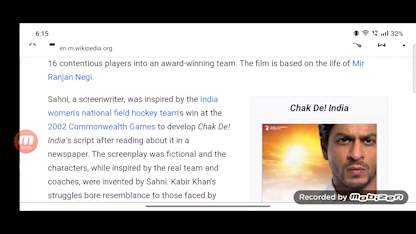 6:15
32%
en.m.wikipedia.org
16 contentious players into an award-winning team. The film is based on the life of Mir
Ranjan Negi.
Sahni, a screenwriter, was inspired by the India
women's national field hockey team's win at the
2002 Commonwealth Games to develop Chak De!
India's script after reading about it in a
newspaper. The screenplay was fictional and the
characters, while inspired by the real team and
coaches, were invented by Sahni. Kabir Khan's
struggles bore resemblance to those faced by
Chak De! India
Recorded by Mobizen